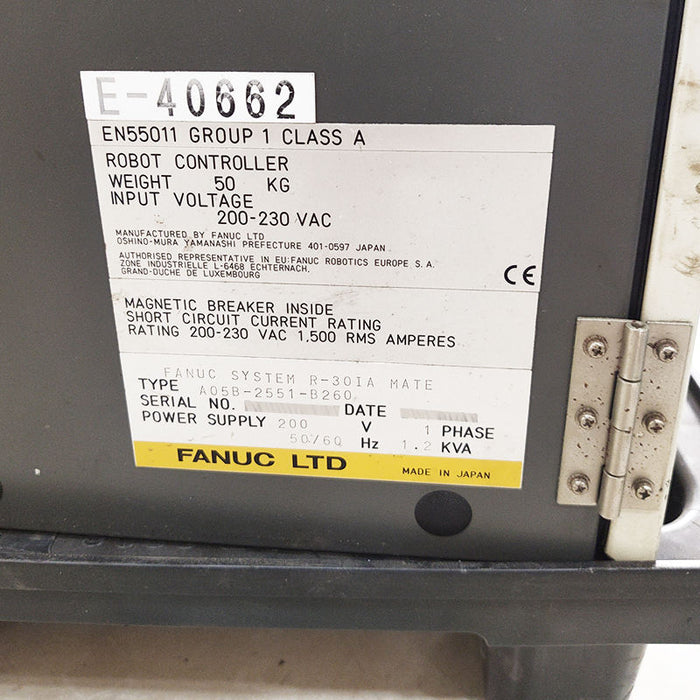 E-40662
EN55011 GROUP 1 CLASS A
ROBOT CONTROLLER
WEIGHT 50 KG
INPUT VOLTAGE
200-230 VAC
MANUFACTURED BY FANUC LTD
OSHINO-MURA YAMANASHI PREFECTURE 401-0597 JAPAN
AUTHORISED REPRESENTATIVE IN EU:FANUC ROBOTICS EUROPE S.A.
ZONE INDUSTRIELLE L-6468 ECHTERNACH,
GRAND-DUCHE DE LUXEMBOURG
CE
MAGNETIC BREAKER INSIDE
SHORT CIRCUIT CURRENT RATING
RATING 200-230 VAC 1,500 RMS AMPERES
FANUC SYSTEM R-30IA MATE
TYPE A05B-2551-B260
SERIAL NO. DATE
POWER SUPPLY 200 V 1 PHASE
50/60 Hz 1.2 KVA
FANUC LTD MADE IN JAPAN